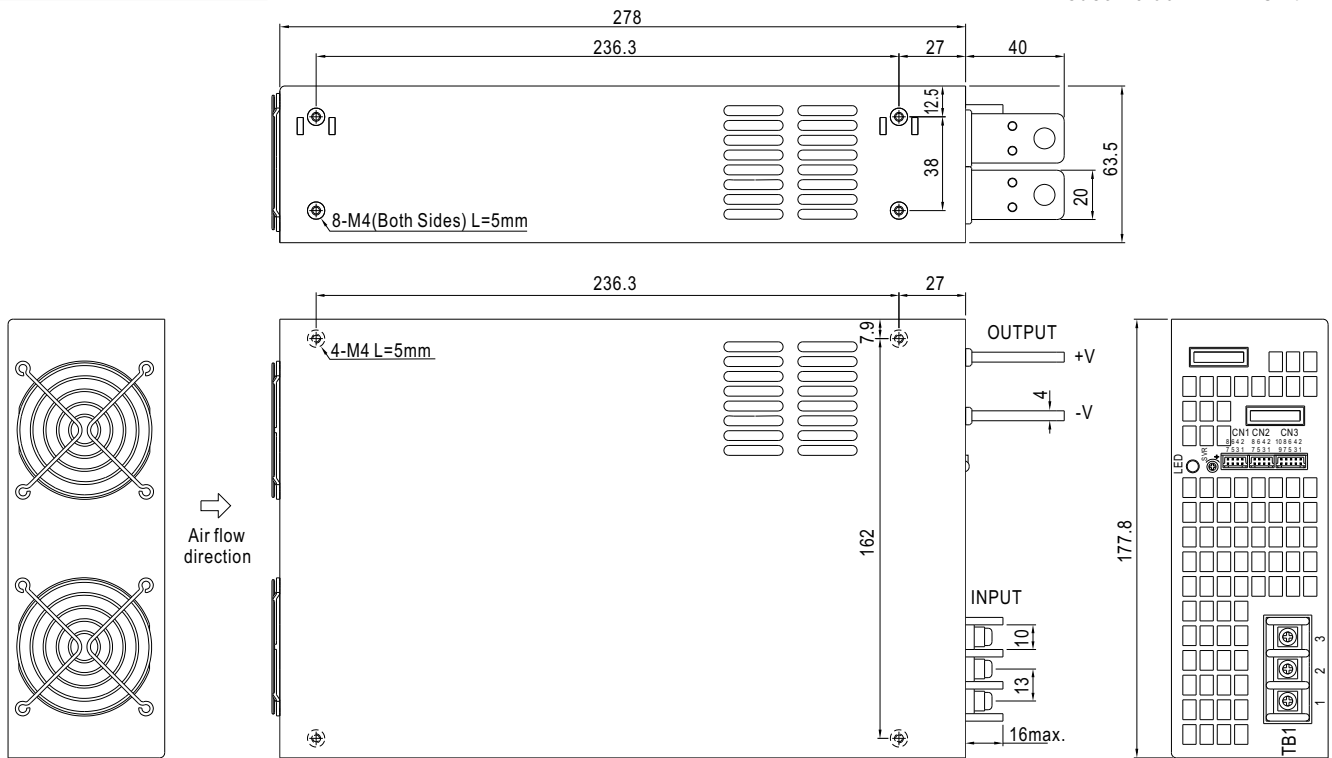 278
236.3
27
40
12.5
38
63.5
20
8-M4(Both Sides) L=5mm
236.3
27
7.9
OUTPUT
4-M4 L=5mm
+V
4
-V
162
Air flow
direction
INPUT
10
13
16max.
177.8
CN1 CN2 CN3
8 6 4 2 8 6 4 2 10 8 6 4 2
7 5 3 1 7 5 3 1 9 7 5 3 1
LED
SVR
+
3
2
1
TB1